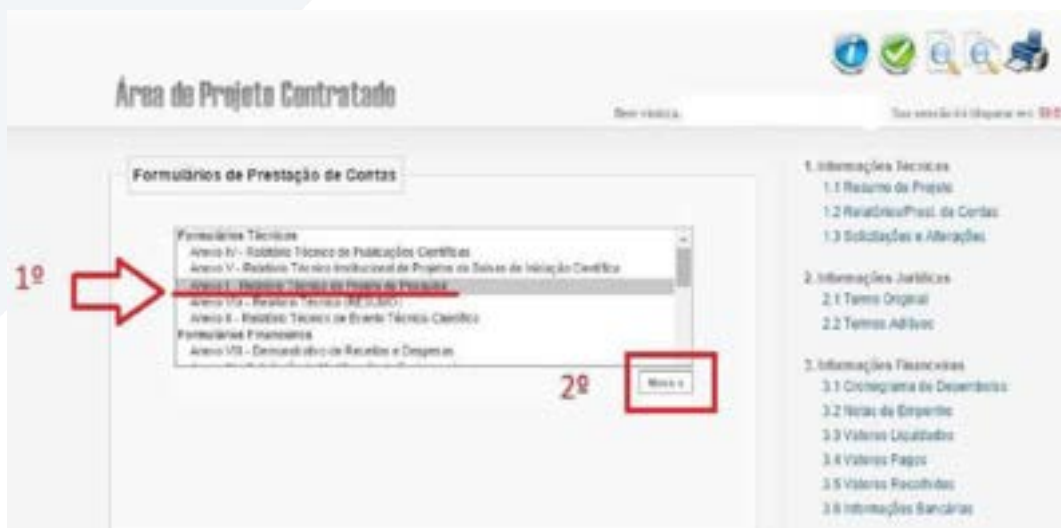 Área de Projeto Contratado
Bem vindo(a),
Sua sessão irá expirar em:
Formulários de Prestação de Contas
Formulários Técnicos
Anexo IV - Relatório Técnico de Publicações Científicas
Anexo V - Relatório Técnico Institucional de Projetos de Bolsas de Iniciação Científica
Anexo I - Relatório Técnico de Projeto de Pesquisa
Anexo VII - Relatório Técnico (RESUMO)
Anexo II - Relatório Técnico de Evento Técnico-Científico
Formulários Financeiros
Anexo VIII - Demonstrativo de Receitas e Despesas
1º
2º
1. Informações Técnicas
1.1 Resumo do Projeto
1.2 Relatórios/Prest. de Contas
1.3 Solicitações e Alterações
2. Informações Jurídicas
2.1 Termo Original
2.2 Termos Aditivos
3. Informações Financeiras
3.1 Cronograma de Desembolso
3.2 Notas de Empenho
3.3 Valores Liquidados
3.4 Valores Pagos
3.5 Valores Recolhidos
3.6 Informações Bancárias